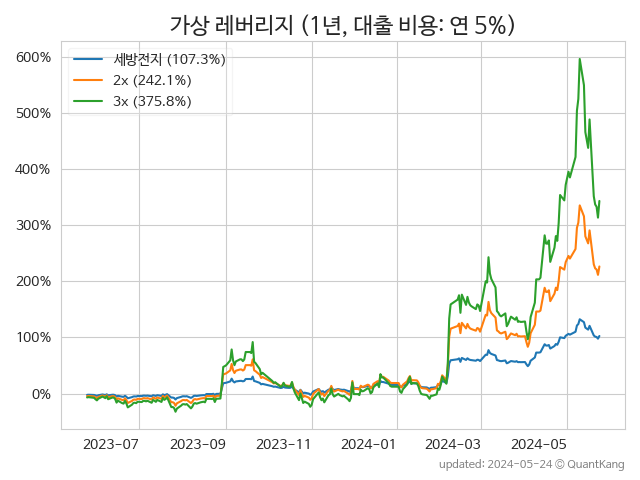 가상 레버리지 (1년, 대출 비용: 연 5%)
600%
500%
400%
300%
200%
100%
0%
세방전지 (107.3%)
2x (242.1%)
3x (375.8%)
2023-07 2023-09 2023-11 2024-01 2024-03 2024-05
updated: 2024-05-24 © QuantKang